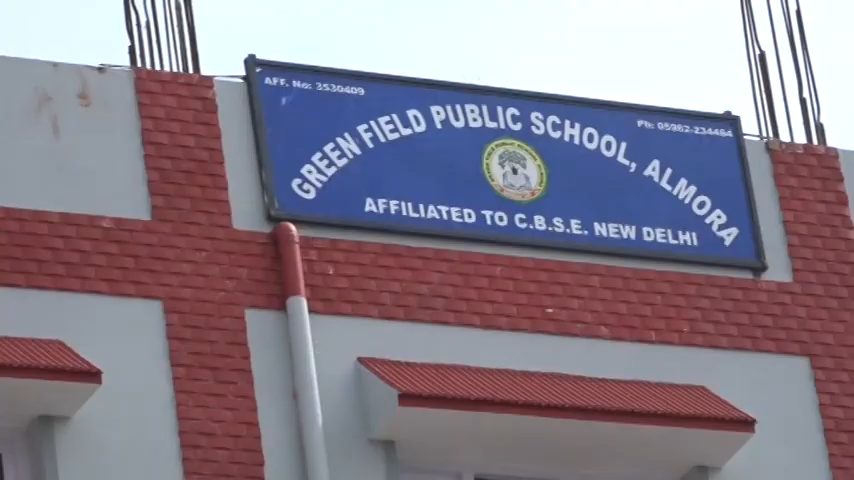 AFF. No: 3530409
Ph: 05962-234464
GREEN FIELD PUBLIC SCHOOL, ALMORA
AFFILIATED TO C.B.S.E. NEW DELHI